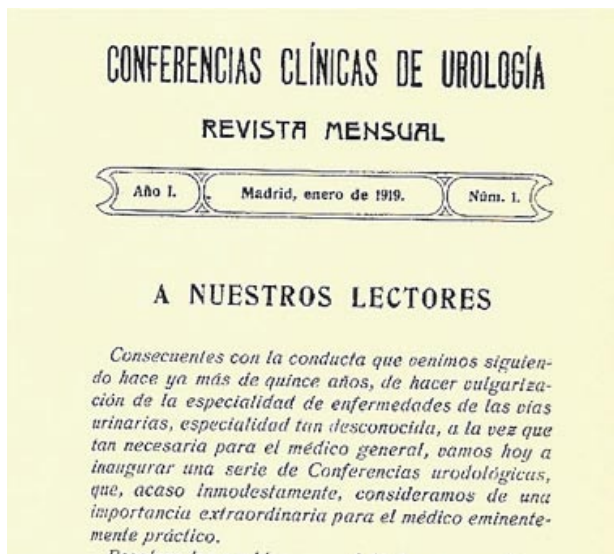 CONFERENCIAS CLÍNICAS DE UROLOGÍA
REVISTA MENSUAL
Año I. Madrid, enero de 1919. Núm. 1.
A NUESTROS LECTORES
Consecuentes con la conducta que venimos siguien-
do hace ya más de quince años, de hacer vulgariza-
ción de la especialidad de enfermedades de las vías
urinarias, especialidad tan desconocida, a la vez que
tan necesaria para el médico general, vamos hoy a
inaugurar una serie de Conferencias urodológicas,
que, acaso inmodestamente, consideramos de una
importancia extraordinaria para el médico eminente-
mente práctico.